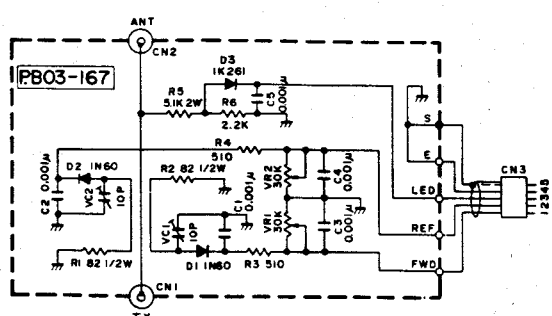 ANT
CN2
PB03-167
D3
1K261
R5
5.1K 2W
R6
2.2K
C5
0.001μ
S
E
LED
REF
FWD
CN3
12345
R4
510
D2 1N60
R2 82 1/2W
0.001μ
C2
VC2
10P
VR2
30K
C4
0.001μ
VC1
10P
C1
0.001μ
VR1
30K
C3
0.001μ
R1 82 1/2W
D1 1N60
R3 510
CN1
TX